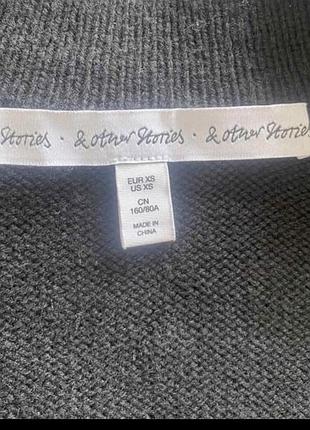 Stories · & other Stories · & other Stories
EUR XS
US XS
CN
160/80A
MADE IN
CHINA